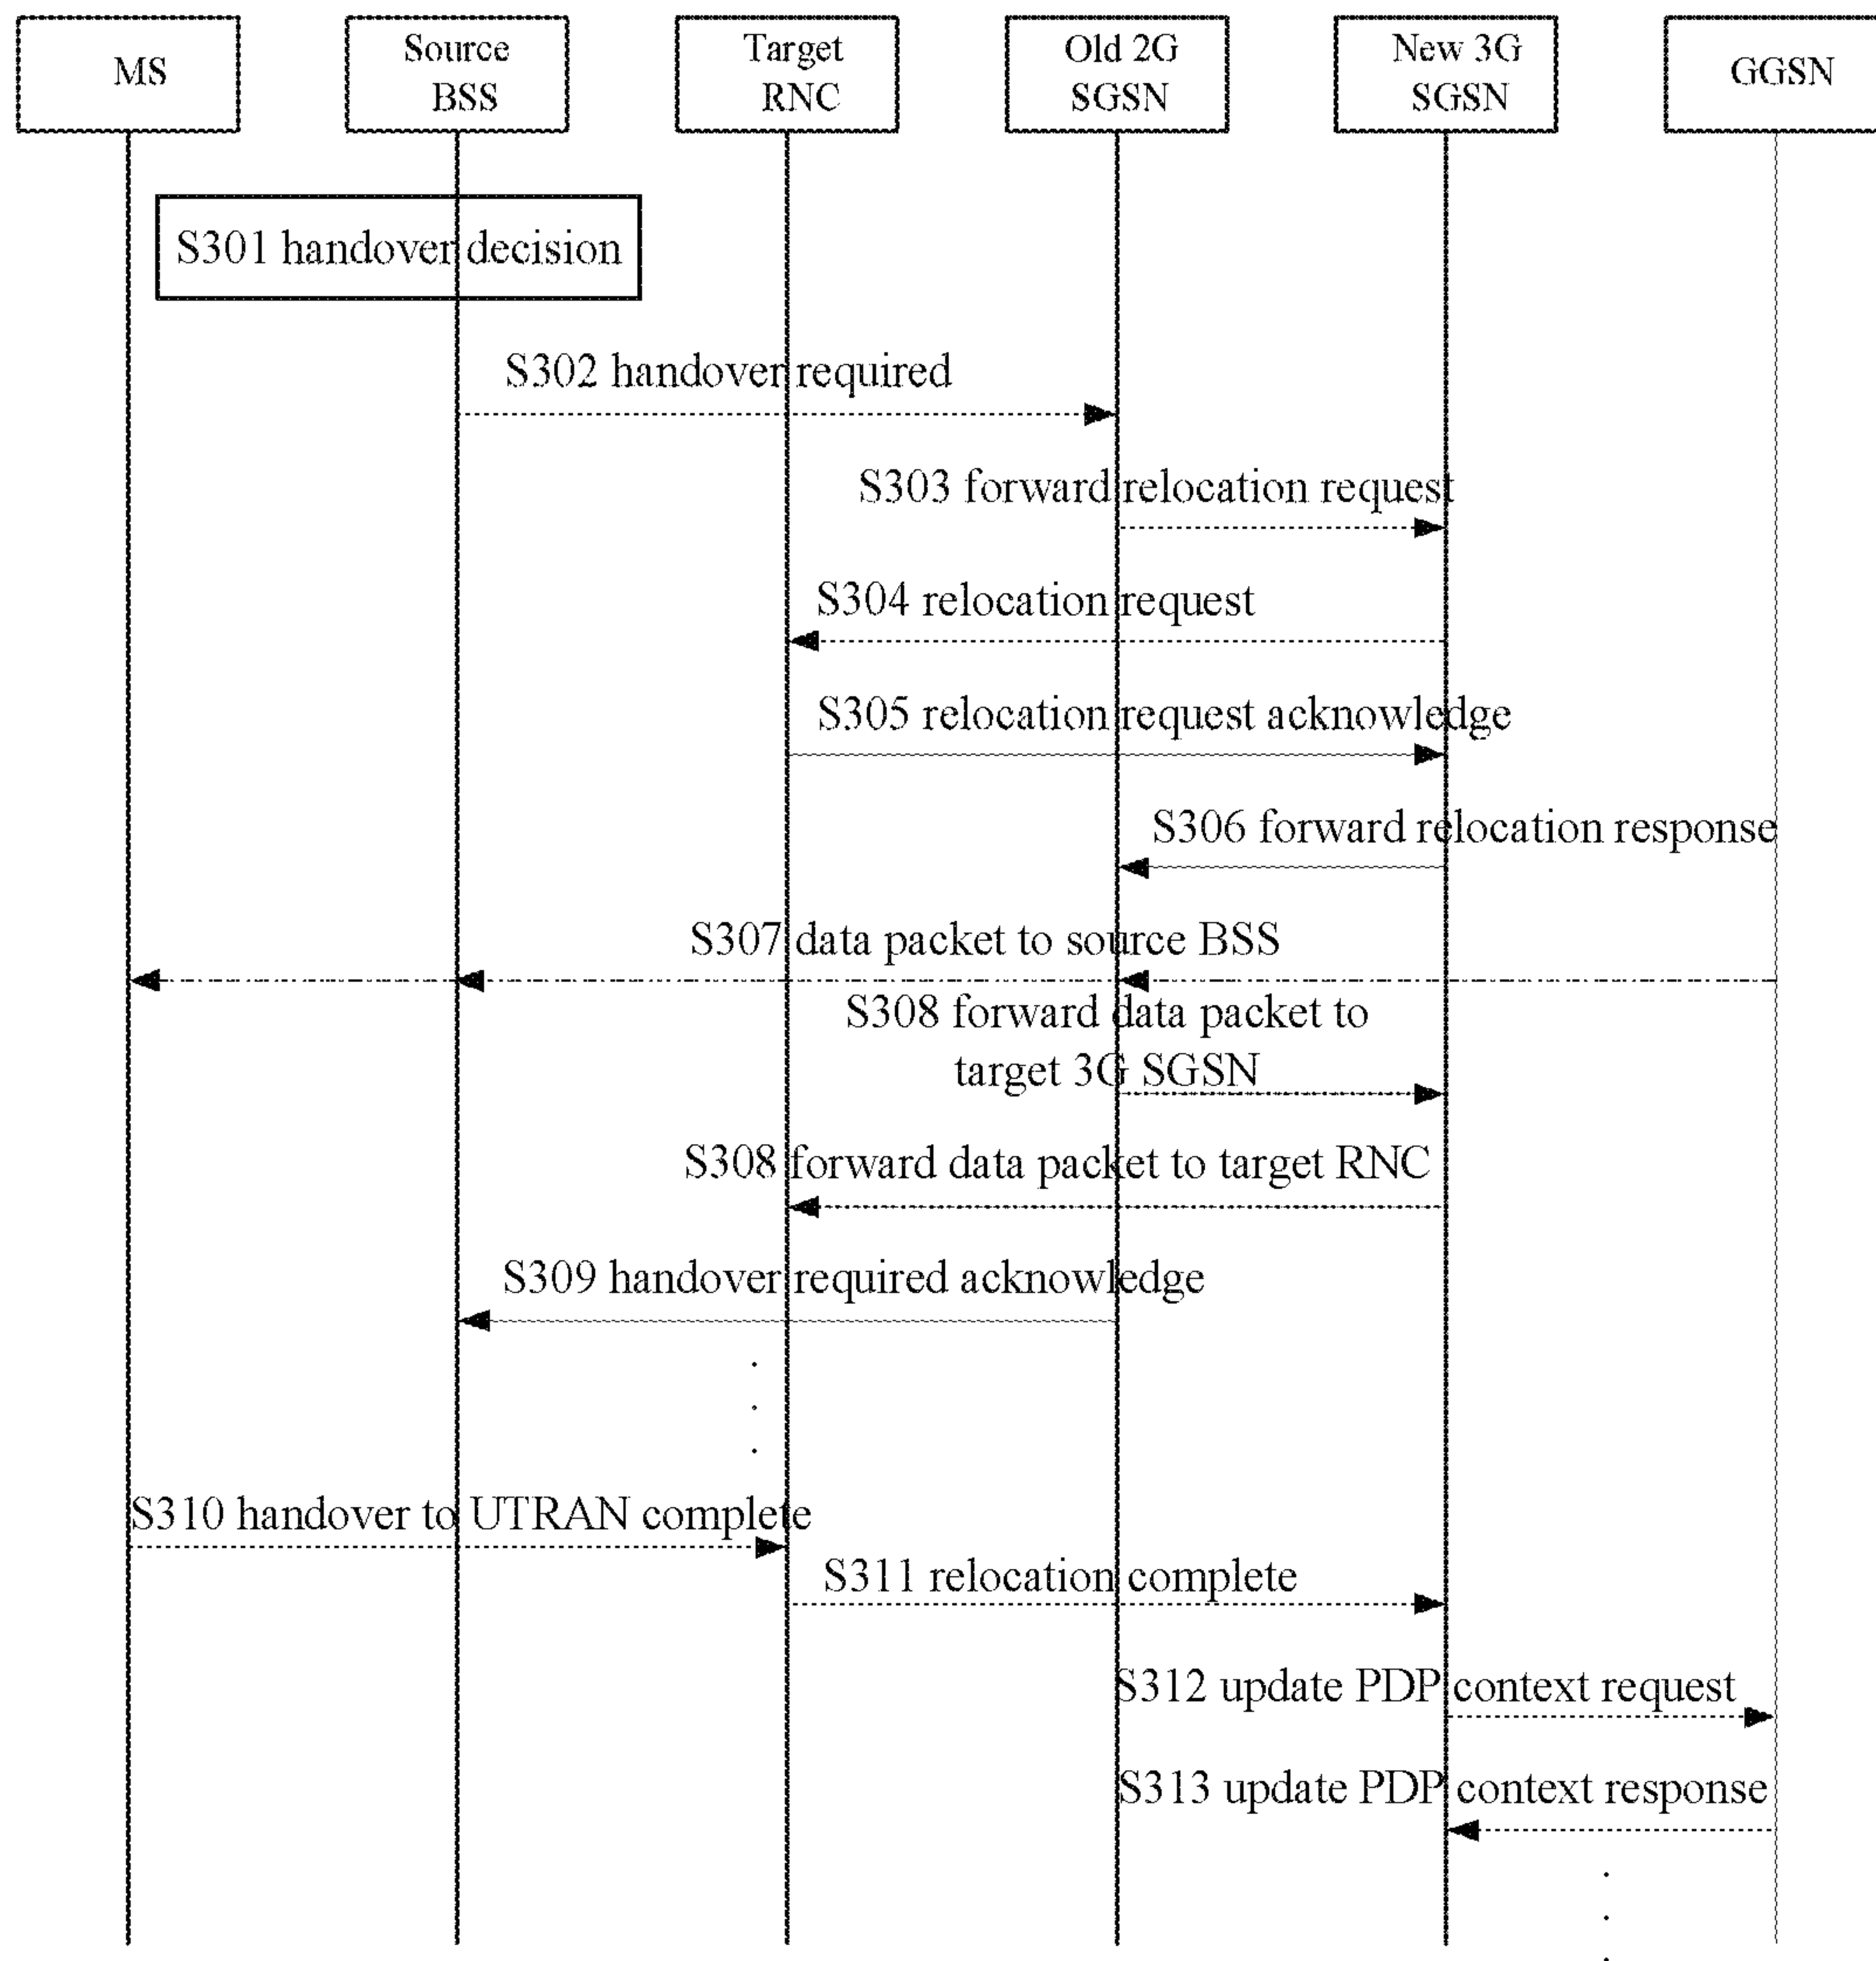 MS
Source
BSS
Target
RNC
Old 2G
SGSN
New 3G
SGSN
GGSN
S301 handover decision
S302 handover required
S303 forward relocation request
S304 relocation request
S305 relocation request acknowledge
S306 forward relocation response
S307 data packet to source BSS
S308 forward data packet to
target 3G SGSN
S308 forward data packet to target RNC
S309 handover required acknowledge
S310 handover to UTRAN complete
S311 relocation complete
S312 update PDP context request
S313 update PDP context response